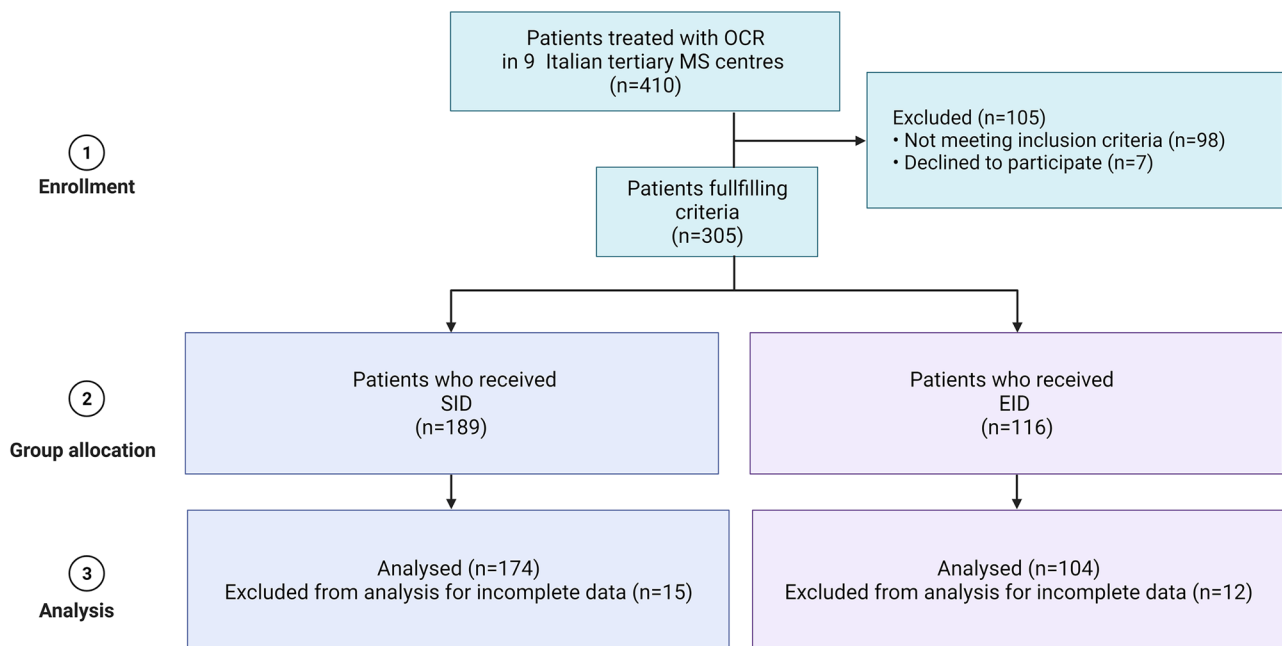 Patients treated with OCR
in 9 Italian tertiary MS centres
(n=410)
Excluded (n=105)
• Not meeting inclusion criteria (n=98)
• Declined to participate (n=7)
1
Enrollment
Patients fullfilling
criteria
(n=305)
2
Group allocation
Patients who received
SID
(n=189)
Patients who received
EID
(n=116)
3
Analysis
Analysed (n=174)
Excluded from analysis for incomplete data (n=15)
Analysed (n=104)
Excluded from analysis for incomplete data (n=12)